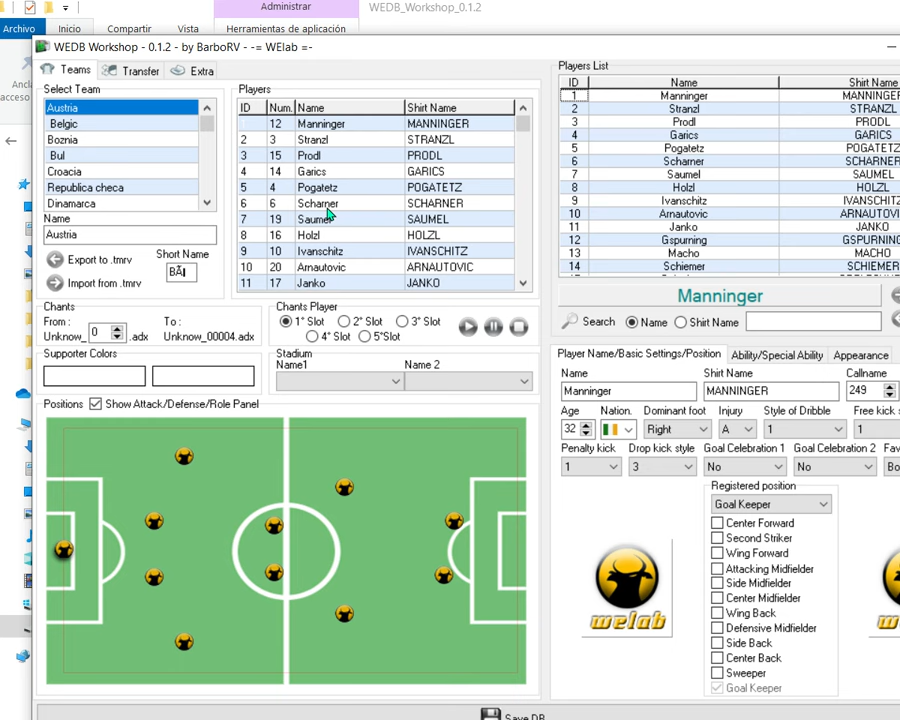 Administrar
WEDB_Workshop_0.1.2
Archivo Inicio Compartir Vista Herramientas de aplicación
Ancl
acceso
WEDB Workshop - 0.1.2 - by BarboRV - -= WElab =-
Teams Transfer Extra
Select Team
Austria
Belgic
Boznia
Bul
Croacia
Republica checa
Dinamarca
Name
Austria
Export to .tmrv
Import from .tmrv
Short Name
Players
ID Num. Name Shirt Name
12 Manninger MANNINGER
2 3 Stranzl STRANZL
3 15 Prodl PRODL
4 14 Garics GARICS
5 4 Pogatetz POGATETZ
6 6 Scharner SCHARNER
7 19 Saumel SAUMEL
8 16 Holzl HOLZL
9 10 Ivanschitz IVANSCHITZ
10 20 Arnautovic ARNAUTOVIC
11 17 Janko JANKO
Chants
From :
Unknow_ 0 .adx
To :
Unknow_00004.adx
Chants Player
1° Slot 2° Slot 3° Slot
4° Slot 5°Slot
Supporter Colors
Stadium
Name1 Name 2
Positions Show Attack/Defense/Role Panel
Players List
ID Name Shirt Name
1 Manninger MANNINGER
2 Stranzl STRANZL
3 Prodl PRODL
4 Garics GARICS
5 Pogatetz POGATETZ
6 Scharner SCHARNER
7 Saumel SAUMEL
8 Holzl HOLZL
9 Ivanschitz IVANSCHITZ
10 Arnautovic ARNAUTOVIC
11 Janko JANKO
12 Gspurning GSPURNING
13 Macho MACHO
14 Schiemer SCHIEMER
Manninger
Search Name Shirt Name
Player Name/Basic Settings/Position Ability/Special Ability Appearance
Name Shirt Name Callname
Manninger MANNINGER 249
Age Nation. Dominant foot Injury Style of Dribble Free kick s
32 Right A 1 1
Penalty kick Drop kick style Goal Celebration 1 Goal Celebration 2 Fav
1 3 No No Bo
Registered position
Goal Keeper
Center Forward
Second Striker
Wing Forward
Attacking Midfielder
Side Midfielder
Center Midfielder
Wing Back
Defensive Midfielder
Side Back
Center Back
Sweeper
Goal Keeper
welab
Save DB